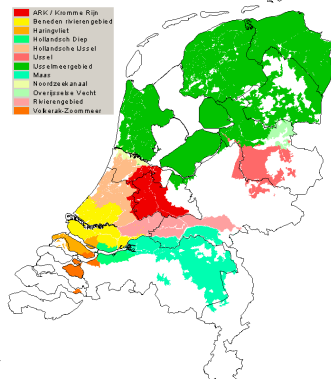 ARK / Kromme Rijn
Beneden rivierengebied
Haringvliet
Hollandsch Diep
Hollandsche IJssel
IJssel
IJsselmeergebied
Maas
Noordzeekanaal
Overijsselse Vecht
Rivierengebied
Volkerak-Zoommeer